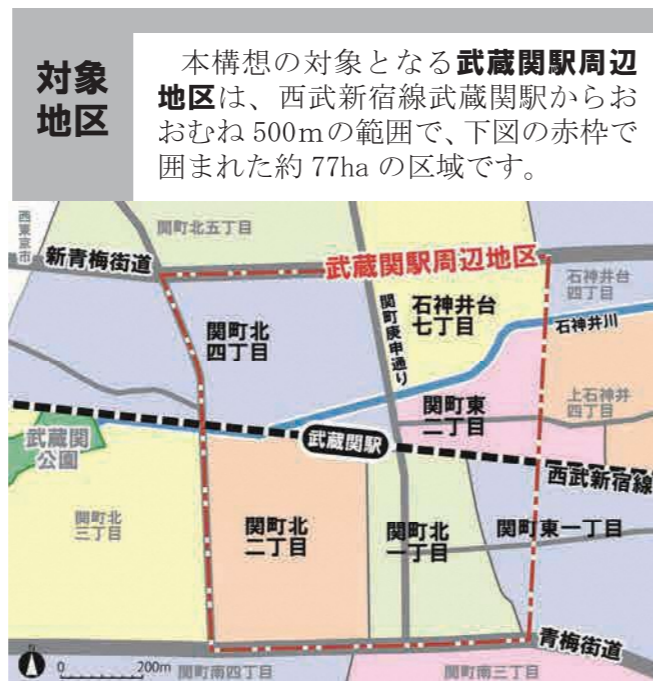 対象
地区
本構想の対象となる武蔵関駅周辺
地区は、西武新宿線武蔵関駅からお
おむね 500mの範囲で、下図の赤枠で
囲まれた約 77ha の区域です。
西東京市
関町北五丁目
新青梅街道
武蔵関駅周辺地区
石神井台
四丁目
関町北
四丁目
関町庚申通り
石神井台
七丁目
石神井川
関町東
二丁目
上石神井
四丁目
武蔵関
公園
武蔵関駅
西武新宿線
関町北
三丁目
関町北
二丁目
関町北
一丁目
関町東一丁目
青梅街道
N
0 200m
関町南四丁目
関町南三丁目